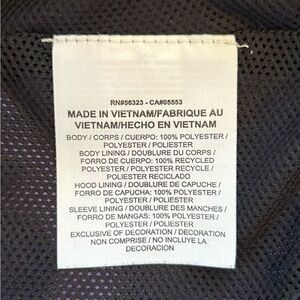 RN#56323 - CA#05553
MADE IN VIETNAM/FABRIQUE AU
VIETNAM/HECHO EN VIETNAM
BODY / CORPS / CUERPO: 100% POLYESTER /
POLYESTER / POLIESTER
BODY LINING / DOUBLURE DU CORPS /
FORRO DE CUERPO: 100% RECYCLED
POLYESTER / POLYESTER RECYCLE /
POLIESTER RECICLADO
HOOD LINING / DOUBLURE DE CAPUCHE
/ FORRO DE CAPUCHA: 100% POLYESTER /
POLYESTER / POLIESTER
SLEEVE LINING / DOUBLURE DES MANCHES /
FORRO DE MANGAS: 100% POLYESTER /
POLYESTER / POLIESTER
EXCLUSIVE OF DECORATION / DECORATION
NON COMPRISE / NO INCLUYE LA
DECORACION